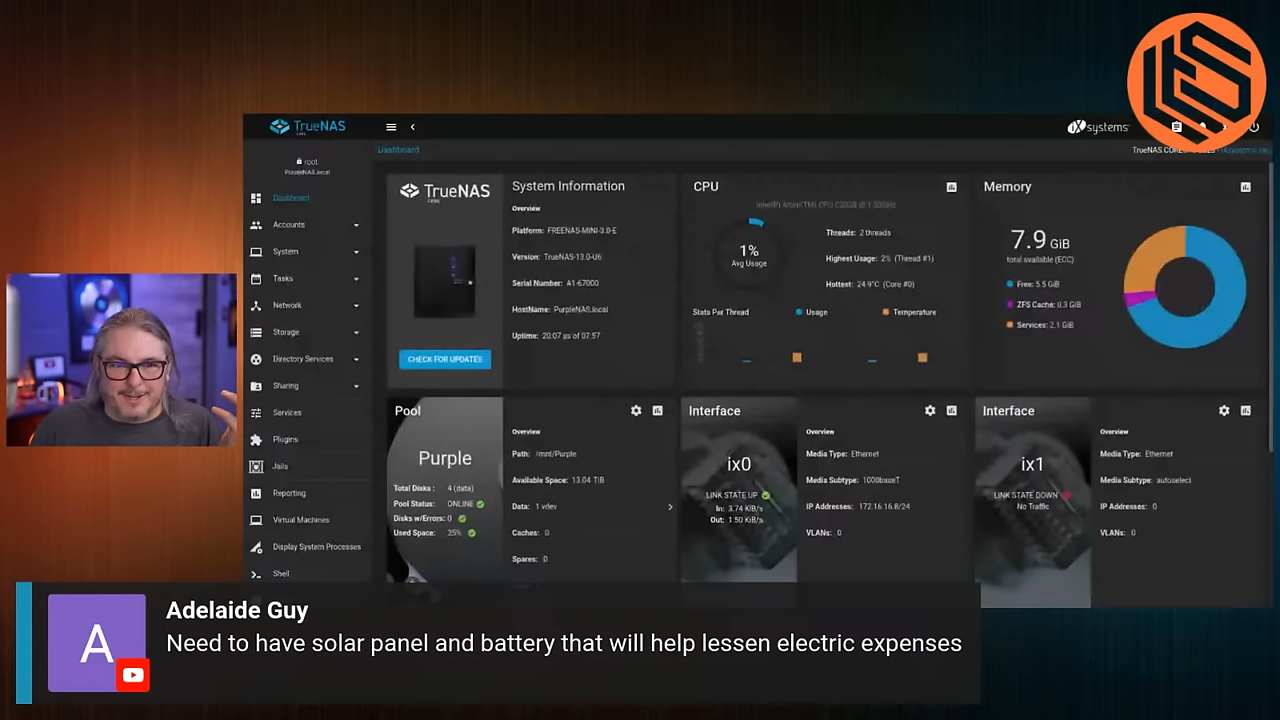 TrueNAS
CORE
iXsystems
root
PurpleNAS.local
Dashboard
TrueNAS
Dashboard
Accounts
System
Tasks
Network
Storage
Directory Services
Sharing
Services
Plugins
Jails
Reporting
Virtual Machines
Display System Processes
Shell
TrueNAS
CORE
CHECK FOR UPDATES
System Information
Overview
Platform: FREENAS-MINI-3.0-E
Version: TrueNAS-13.0-U6
Serial Number: A1-67000
HostName: PurpleNAS.local
Uptime: 20:07 as of 07:57
CPU
1%
Avg Usage
Threads: 2 threads
Highest Usage: 2% (Thread #1)
Hottest: 24.9°C (Core #0)
Stats Per Thread
Usage
Temperature
Memory
7.9 GiB
total available (ECC)
Free: 5.5 GiB
ZFS Cache: 0.3 GiB
Services: 2.1 GiB
Pool
Purple
Total Disks: 4 (data)
Pool Status: ONLINE
Disks w/Errors: 0
Used Space: 25%
Overview
Path: /mnt/Purple
Available Space: 13.04 TiB
Data: 1 vdev
Caches: 0
Spares: 0
Interface
ix0
LINK STATE UP
In: 3.74 KiB/s
Out: 1.50 KiB/s
Overview
Media Type: Ethernet
Media Subtype: 1000baseT
IP Addresses: 172.16.16.8/24
VLANs: 0
Interface
ix1
LINK STATE DOWN
No Traffic
Overview
Media Type: Ethernet
Media Subtype: autoselect
IP Addresses: 0
VLANs: 0
A
Adelaide Guy
Need to have solar panel and battery that will help lessen electric expenses